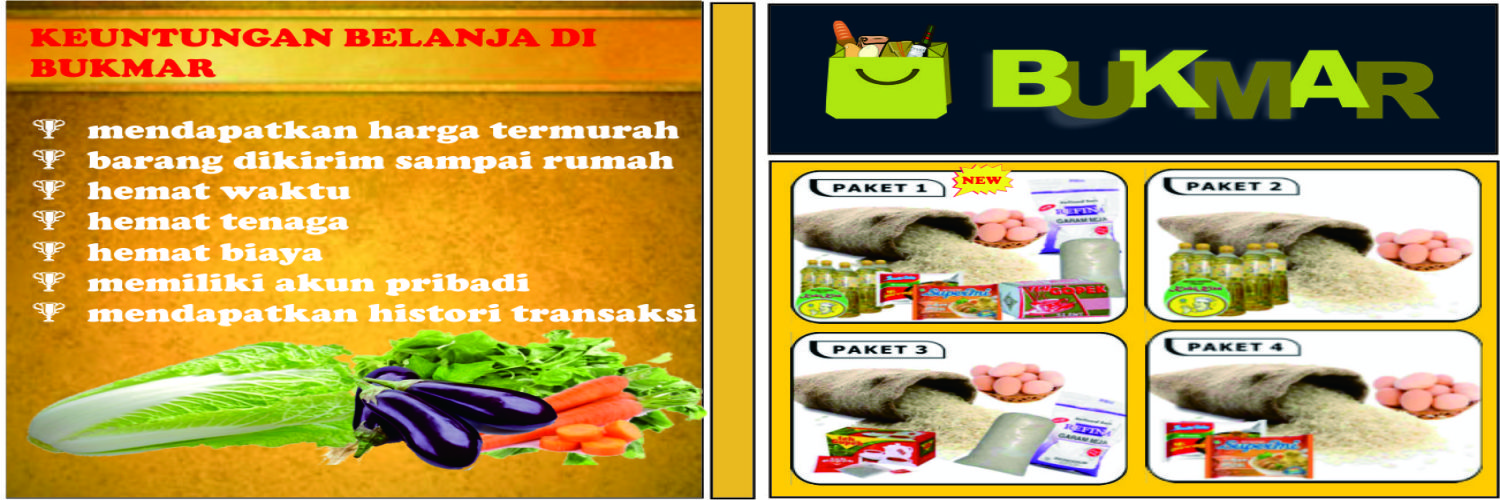 KEUNTUNGAN BELANJA DI
BUKMAR
mendapatkan harga termurah
barang dikirim sampai rumah
hemat waktu
hemat tenaga
hemat biaya
memiliki akun pribadi
mendapatkan histori transaksi
BUKMAR
PAKET 1
NEW
REFINA
GARAM MEJA
Supermi
PAKET 2
PAKET 3
REFINA
GARAM MEJA
PAKET 4
Supermi